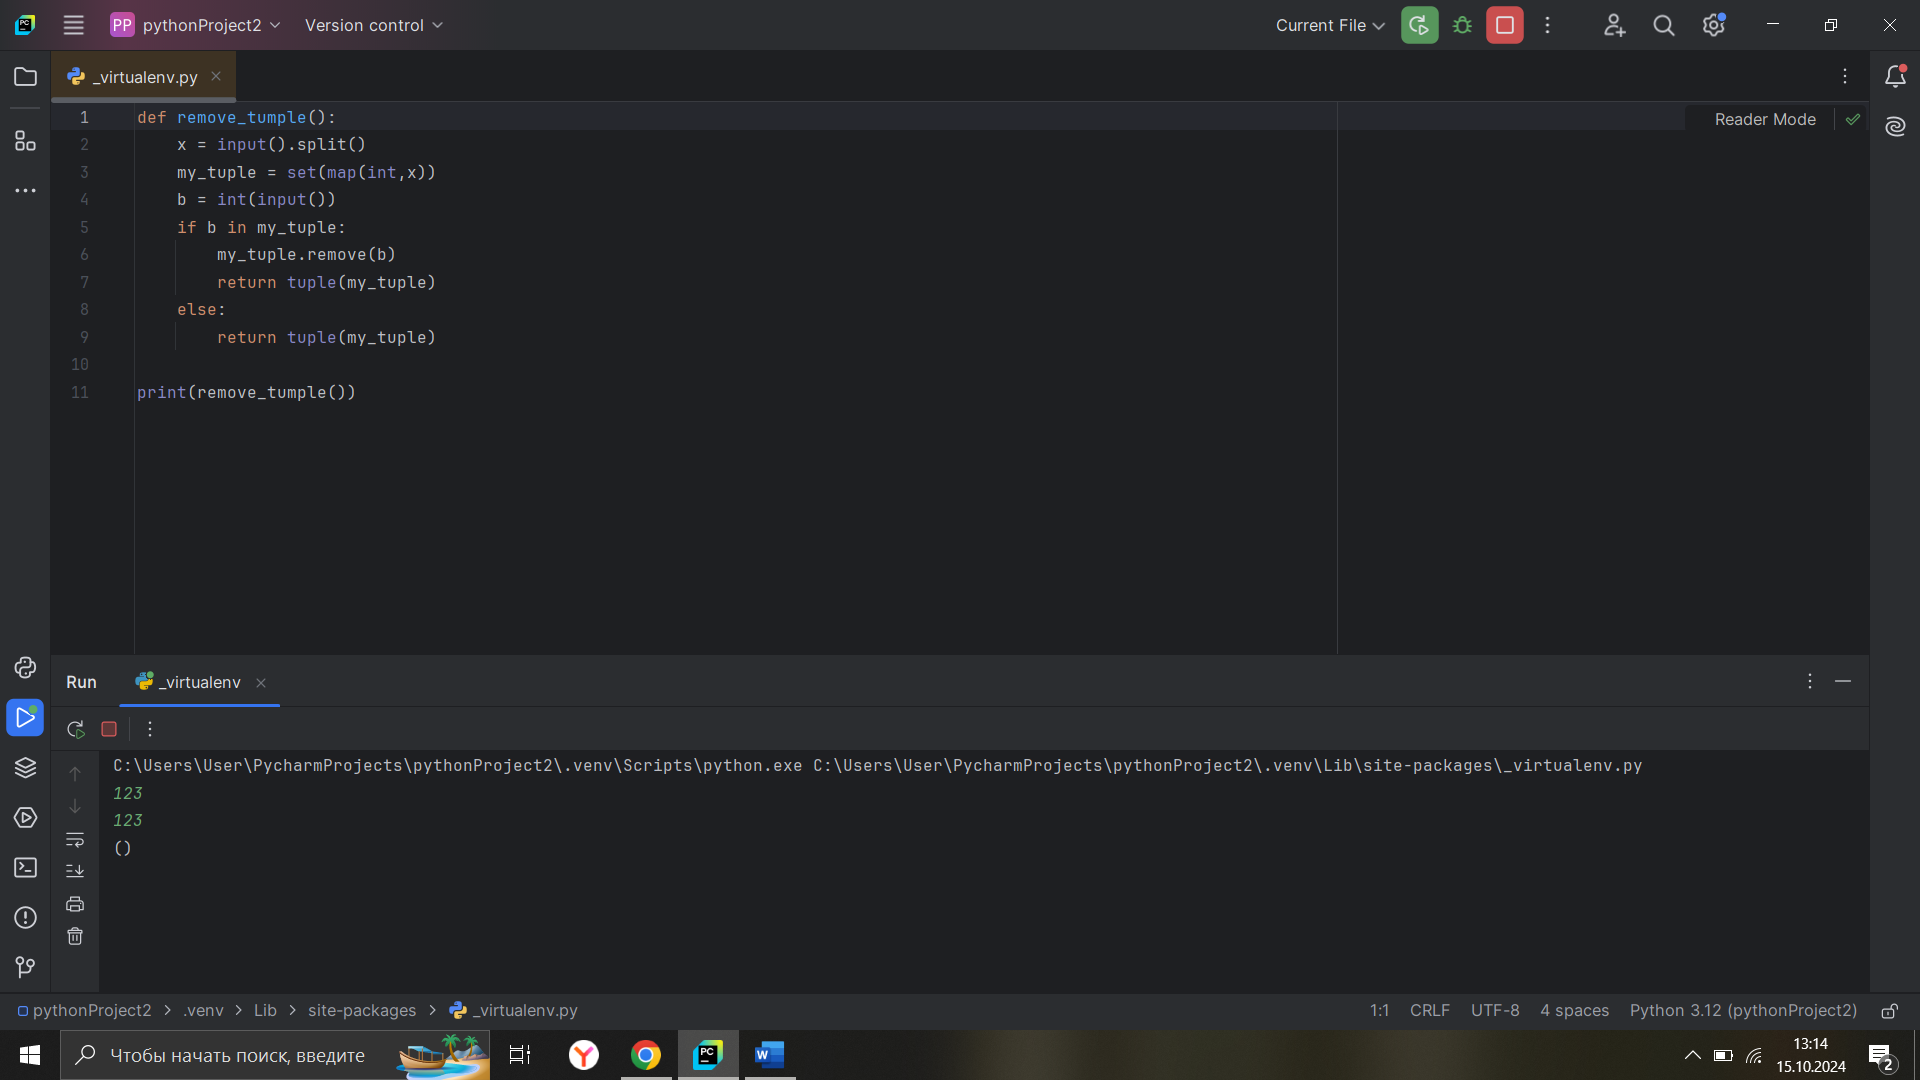 PC PP pythonProject2 Version control Current File
_virtualenv.py
Reader Mode
1 def remove_tumple():
2 x = input().split()
3 my_tuple = set(map(int,x))
4 b = int(input())
5 if b in my_tuple:
6 my_tuple.remove(b)
7 return tuple(my_tuple)
8 else:
9 return tuple(my_tuple)
10
11 print(remove_tumple())
Run _virtualenv
C:\Users\User\PycharmProjects\pythonProject2\.venv\Scripts\python.exe C:\Users\User\PycharmProjects\pythonProject2\.venv\Lib\site-packages\_virtualenv.py
123
123
()
pythonProject2 > .venv > Lib > site-packages > _virtualenv.py 1:1 CRLF UTF-8 4 spaces Python 3.12 (pythonProject2)
Чтобы начать поиск, введите Y PC W 13:14
15.10.2024 2